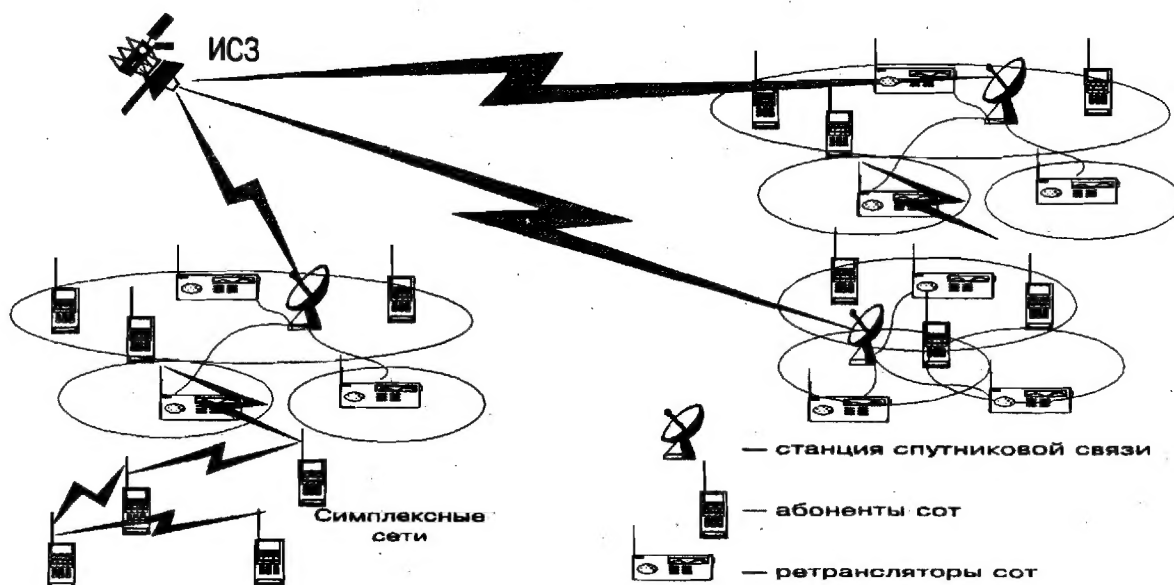 ИСЗ
— станция спутниковой связи
Симплексные
сети
— абоненты сот
— ретрансляторы сот